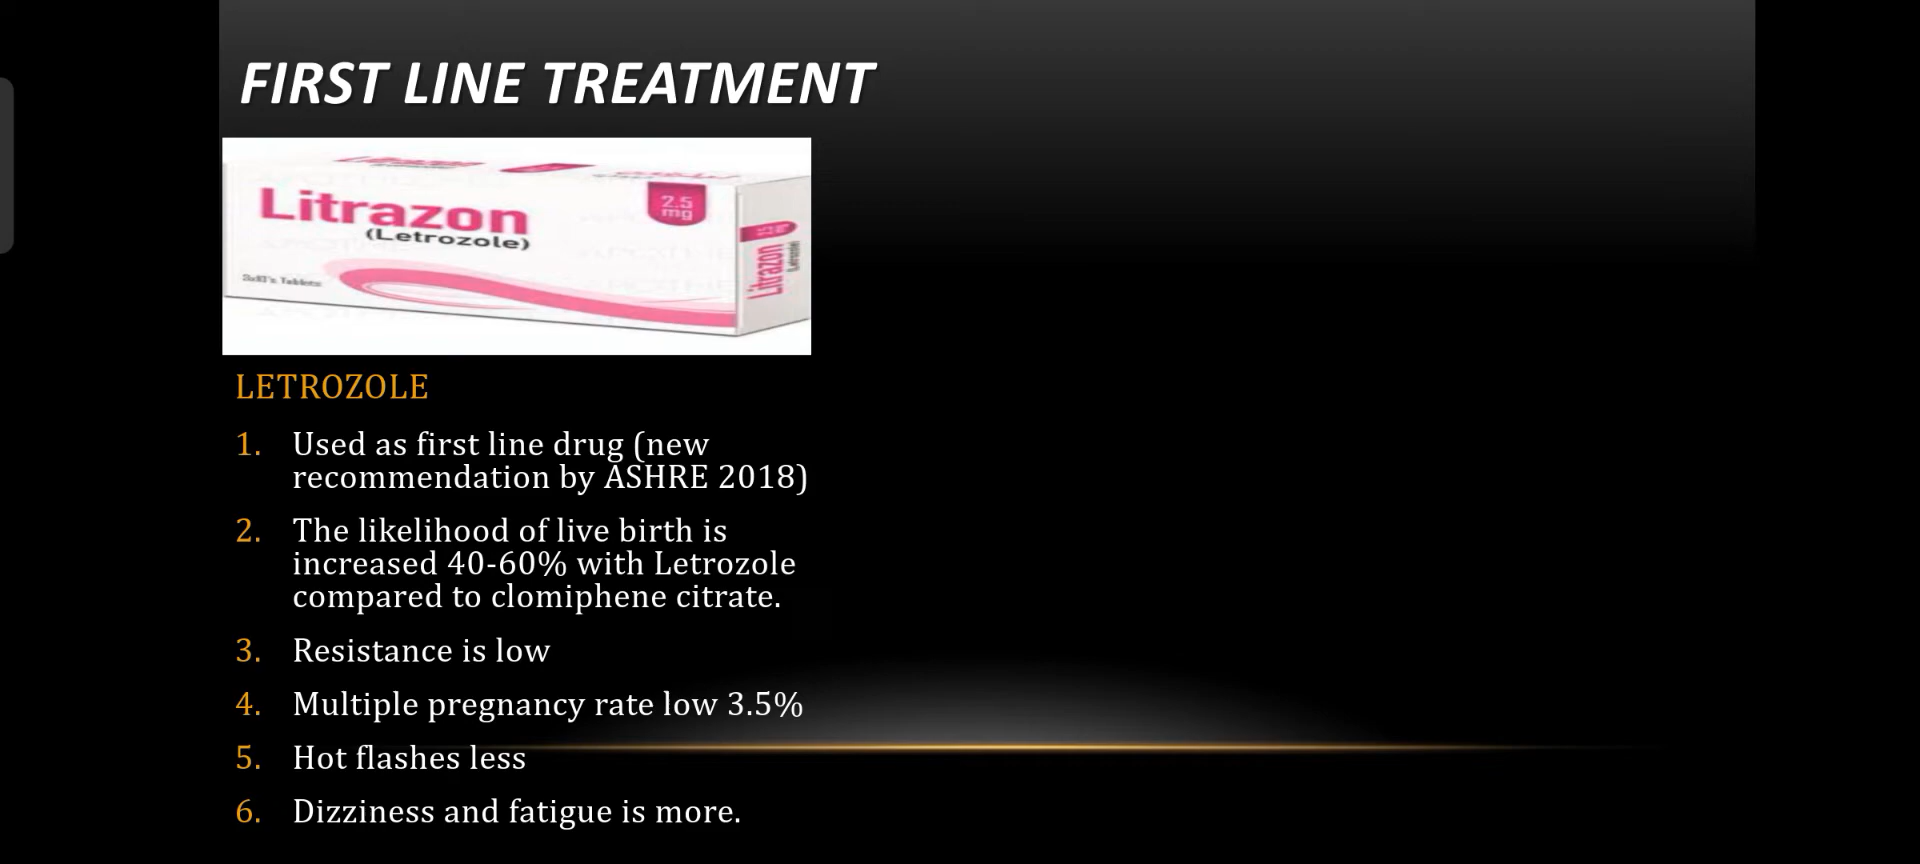 FIRST LINE TREATMENT
Litrazon
2.5
mg
(Letrozole)
Litrazon
LETROZOLE
1. Used as first line drug (new
recommendation by ASHRE 2018)
2. The likelihood of live birth is
increased 40-60% with Letrozole
compared to clomiphene citrate.
3. Resistance is low
4. Multiple pregnancy rate low 3.5%
5. Hot flashes less
6. Dizziness and fatigue is more.